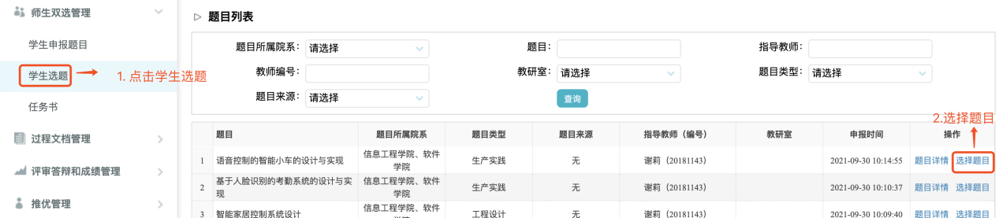 师生双选管理
学生申报题目
学生选题
1. 点击学生选题
任务书
过程文档管理
评审答辩和成绩管理
推优管理
题目列表
题目所属院系： 请选择 题目： 指导教师：
教师编号： 教研室： 请选择 题目类型： 请选择
题目来源： 请选择 查询
2.选择题目
题目 题目所属院系 题目类型 题目来源 指导教师（编号） 教研室 申报时间 操作
1 语音控制的智能小车的设计与实现 信息工程学院、软件学院 生产实践 无 谢莉（20181143） 2021-09-30 10:14:55 题目详情 选择题目
2 基于人脸识别的考勤系统的设计与实现 信息工程学院、软件学院 生产实践 无 谢莉（20181143） 2021-09-30 10:10:37 题目详情 选择题目
3 智能家居控制系统设计 信息工程学院、软件 工程设计 无 谢莉（20181143） 2021-09-30 10:09:40 题目详情 选择题目